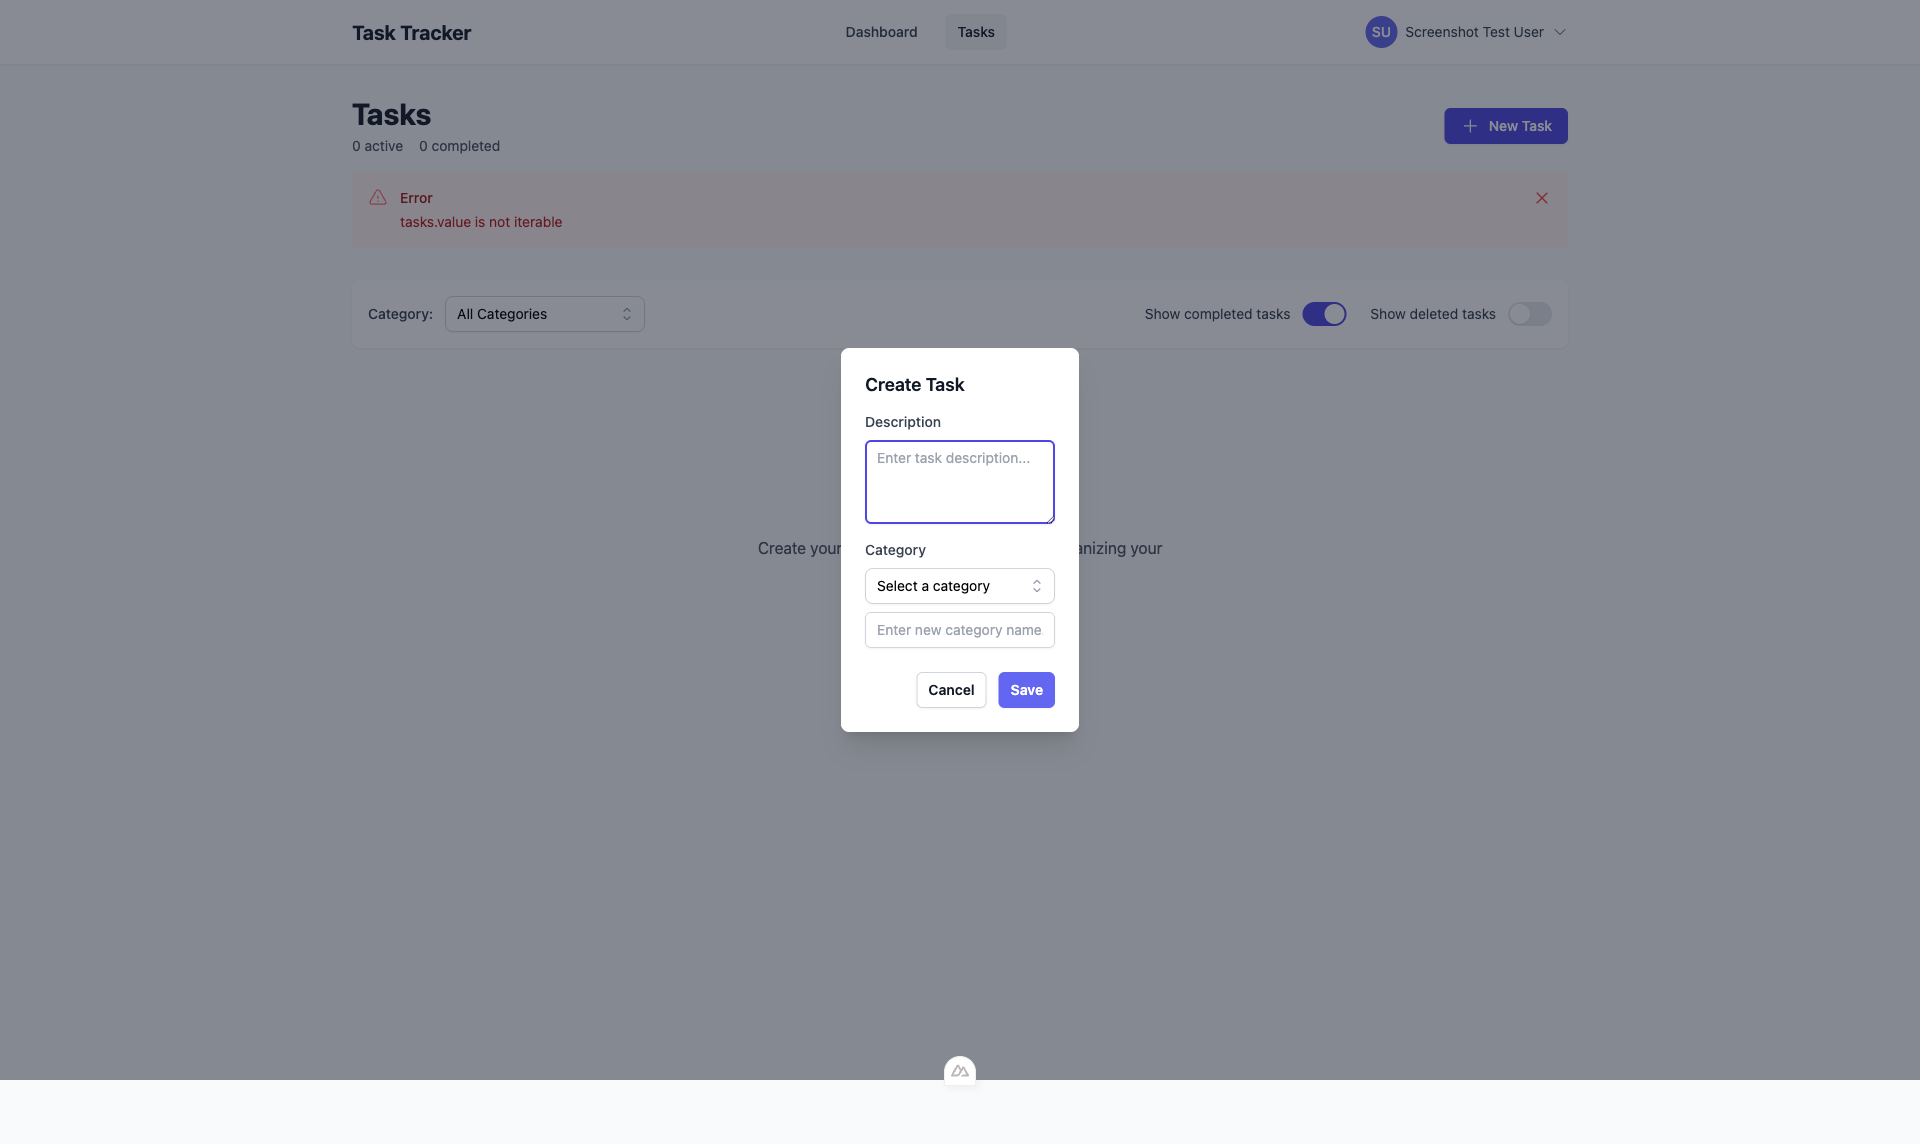 Task Tracker
Dashboard
Tasks
SU
Screenshot Test User
Tasks
0 active
0 completed
New Task
Error
tasks.value is not iterable
Category:
All Categories
Show completed tasks
Show deleted tasks
Create Task
Description
Enter task description...
Create your
anizing your
Category
Select a category
Enter new category name
Cancel
Save